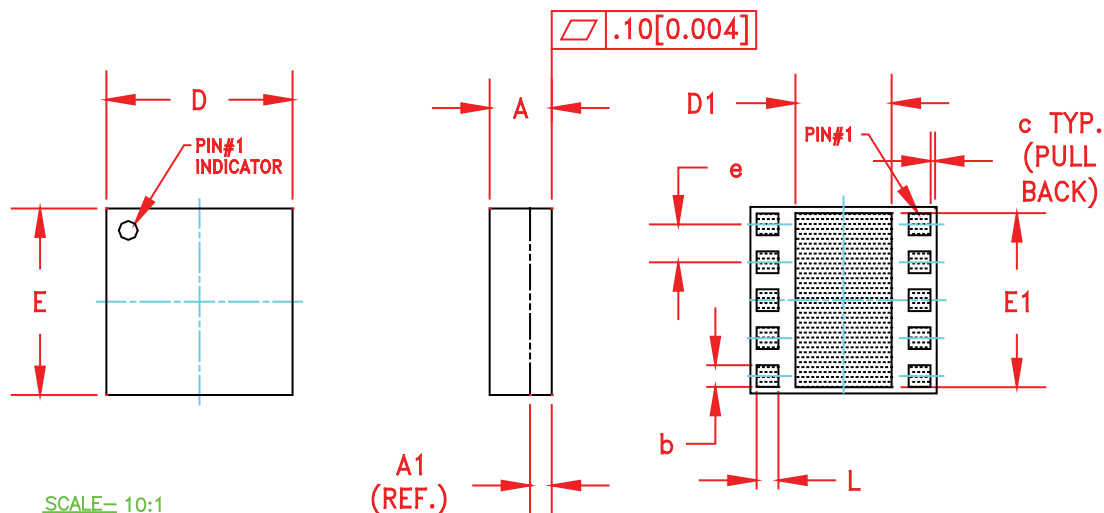 .10[0.004]
D
A
D1
PIN#1
INDICATOR
PIN#1
c TYP.
(PULL
BACK)
e
E
E1
b
A1
(REF.)
L
SCALE- 10:1